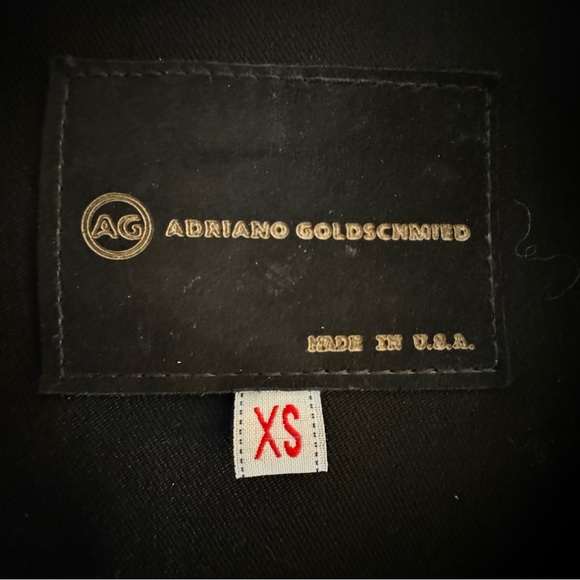 AG ADRIANO GOLDSCHMIED
MADE IN U.S.A.
XS